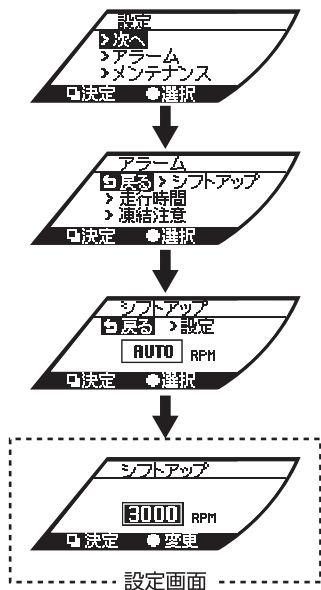 設定
>次へ
>アラーム
>メンテナンス
決定 ●選択
アラーム
戻る >シフトアップ
>走行時間
>凍結注意
決定 ●選択
シフトアップ
戻る >設定
AUTO RPM
決定 ●選択
シフトアップ
3000 RPM
決定 ●変更
設定画面